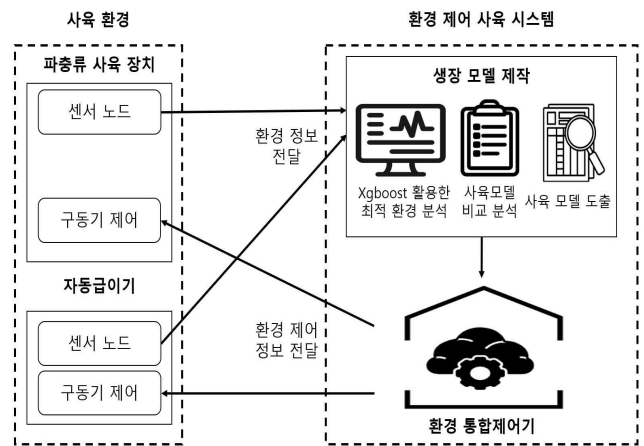 사육 환경
파충류 사육 장치
센서 노드
구동기 제어
자동급이기
센서 노드
구동기 제어
환경 정보
전달
환경 제어
정보 전달
환경 제어 사육 시스템
생장 모델 제작
Xgboost 활용한
최적 환경 분석
사육모델
비교 분석
사육 모델 도출
환경 통합제어기